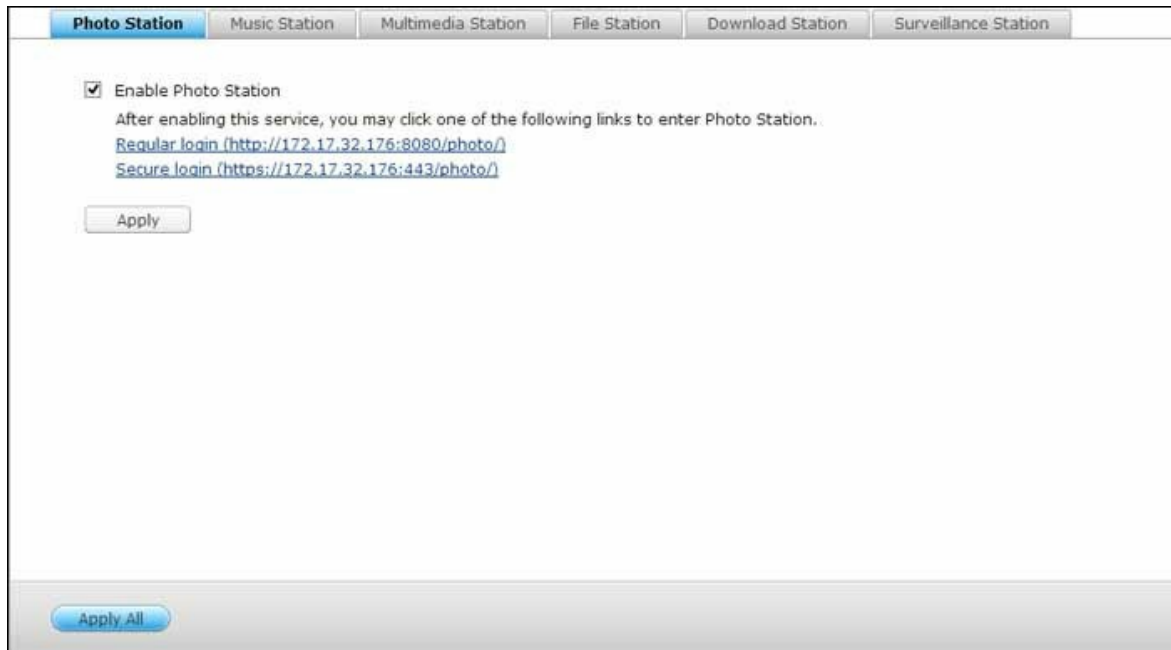 Photo Station Music Station Multimedia Station File Station Download Station Surveillance Station
Enable Photo Station
After enabling this service, you may click one of the following links to enter Photo Station.
Regular login (http://172.17.32.176:8080/photo/)
Secure login (https://172.17.32.176:443/photo/)
Apply
Apply All